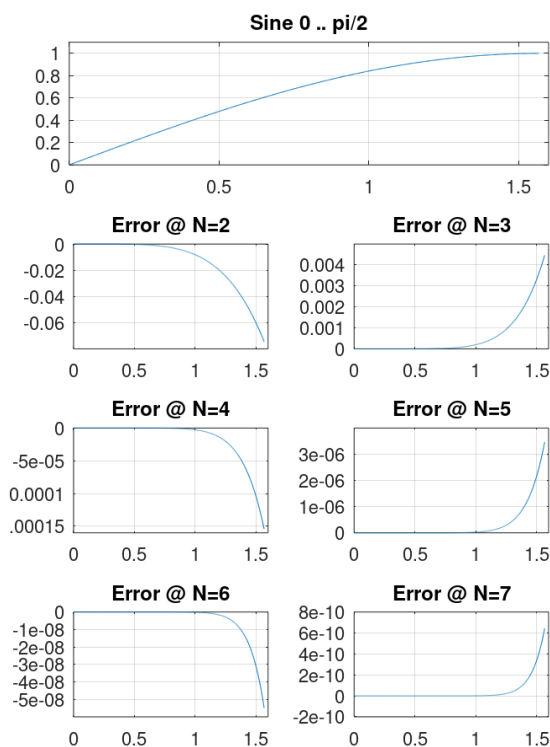 Sine 0 .. pi/2
1
0.8
0.6
0.4
0.2
0
0 0.5 1 1.5
Error @ N=2
0
-0.02
-0.04
-0.06
0 0.5 1 1.5
Error @ N=3
0.004
0.003
0.002
0.001
0
0 0.5 1 1.5
Error @ N=4
0
-5e-05
0.0001
.00015
0 0.5 1 1.5
Error @ N=5
3e-06
2e-06
1e-06
0
0 0.5 1 1.5
Error @ N=6
0
-1e-08
-2e-08
-3e-08
-4e-08
-5e-08
0 0.5 1 1.5
Error @ N=7
8e-10
6e-10
4e-10
2e-10
0
-2e-10
0 0.5 1 1.5